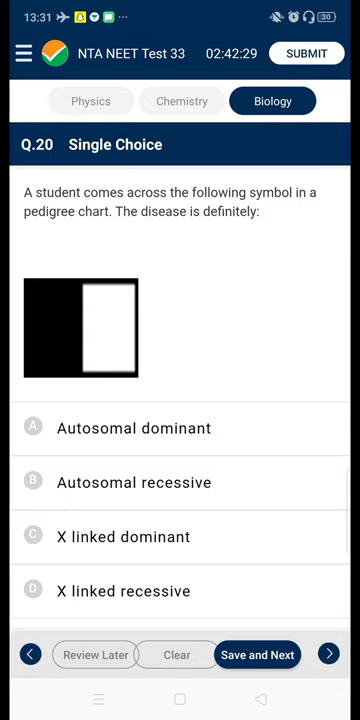 13:31
30
NTA NEET Test 33
02:42:29
SUBMIT
Physics
Chemistry
Biology
Q.20 Single Choice
A student comes across the following symbol in a
pedigree chart. The disease is definitely:
A Autosomal dominant
B Autosomal recessive
C X linked dominant
D X linked recessive
Review Later
Clear
Save and Next